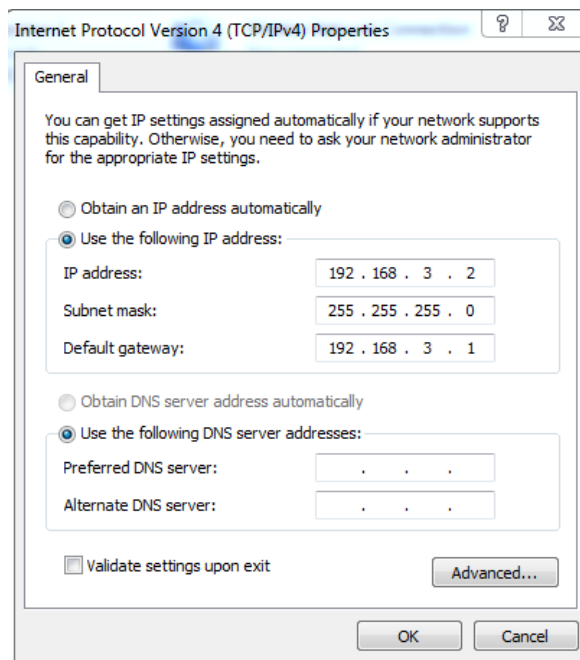 Internet Protocol Version 4 (TCP/IPv4) Properties
General
You can get IP settings assigned automatically if your network supports
this capability. Otherwise, you need to ask your network administrator
for the appropriate IP settings.
Obtain an IP address automatically
Use the following IP address:
IP address: 192 . 168 . 3 . 2
Subnet mask: 255 . 255 . 255 . 0
Default gateway: 192 . 168 . 3 . 1
Obtain DNS server address automatically
Use the following DNS server addresses:
Preferred DNS server: . . .
Alternate DNS server: . . .
Validate settings upon exit
Advanced...
OK Cancel